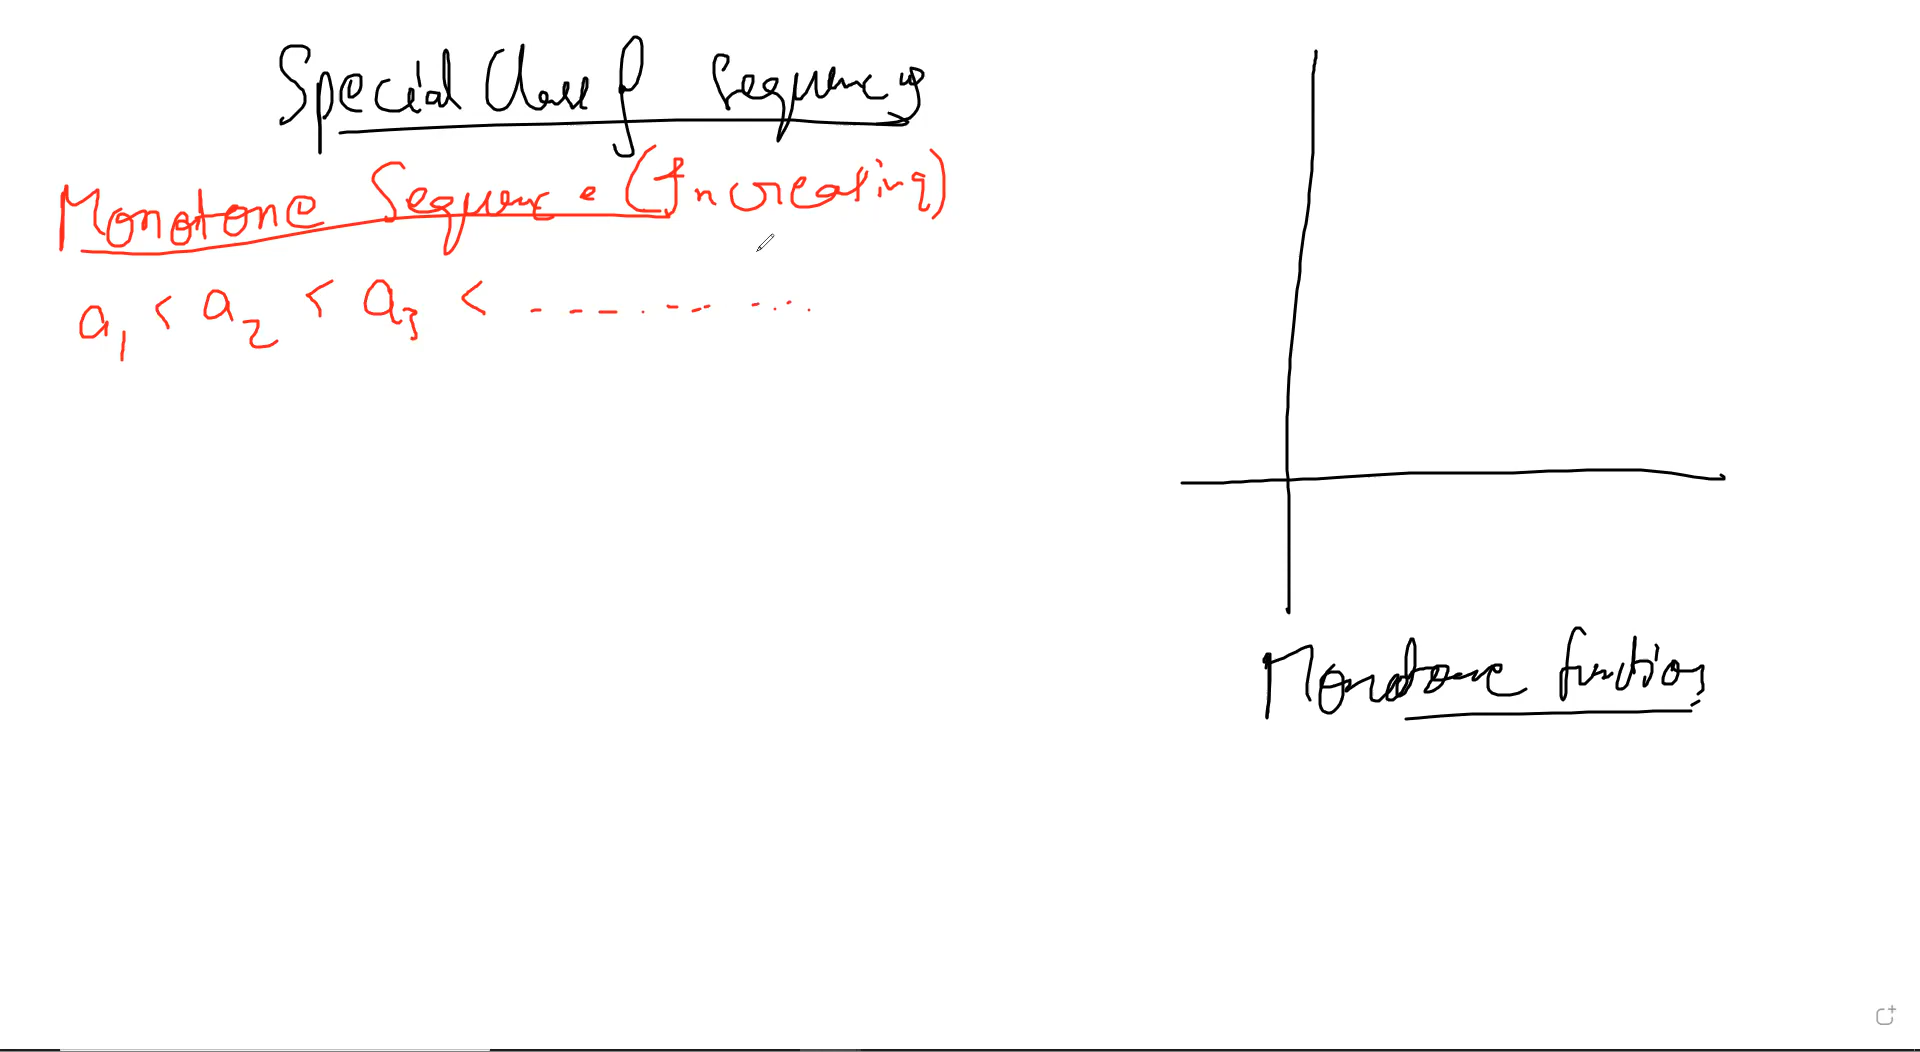 Special Class of Sequences
Monotone Sequence (Increasing)
a₁ < a₂ < a₃ < - - - - . - - - - . . .
Monotone function